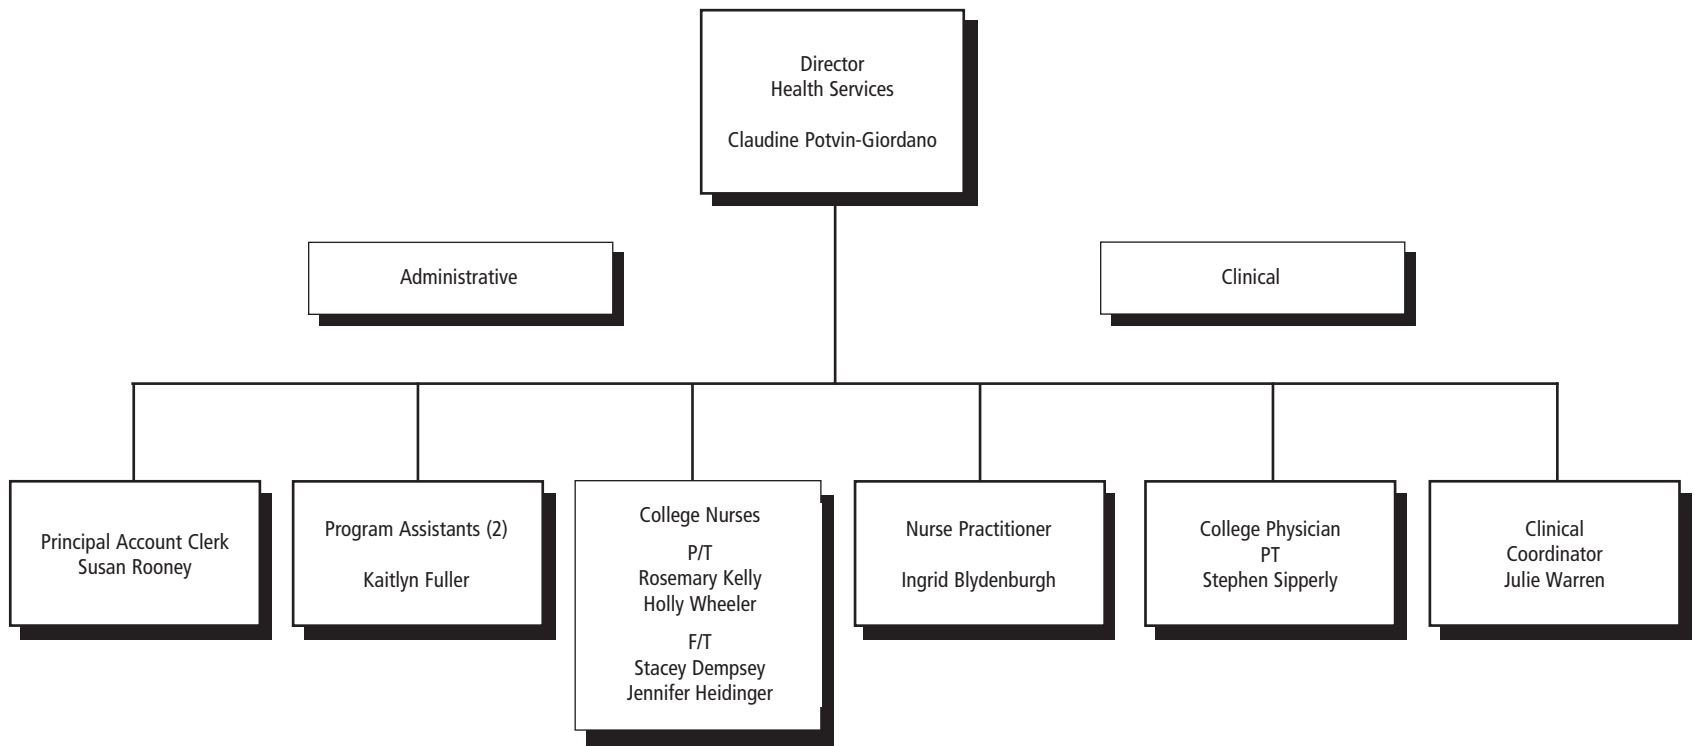 Director
Health Services
Claudine Potvin-Giordano
Administrative
Clinical
Principal Account Clerk
Susan Rooney
Program Assistants (2)
Kaitlyn Fuller
College Nurses
P/T
Rosemary Kelly
Holly Wheeler
F/T
Stacey Dempsey
Jennifer Heidinger
Nurse Practitioner
Ingrid Blydenburgh
College Physician
PT
Stephen Sipperly
Clinical
Coordinator
Julie Warren